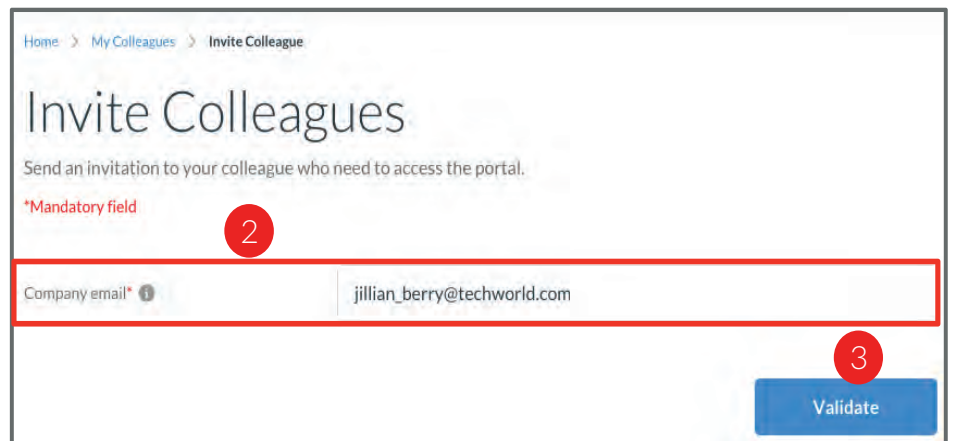 Home > My Colleagues > Invite Colleague
Invite Colleagues
Send an invitation to your colleague who need to access the portal.
*Mandatory field
2
Company email* i jillian_berry@techworld.com
3
Validate